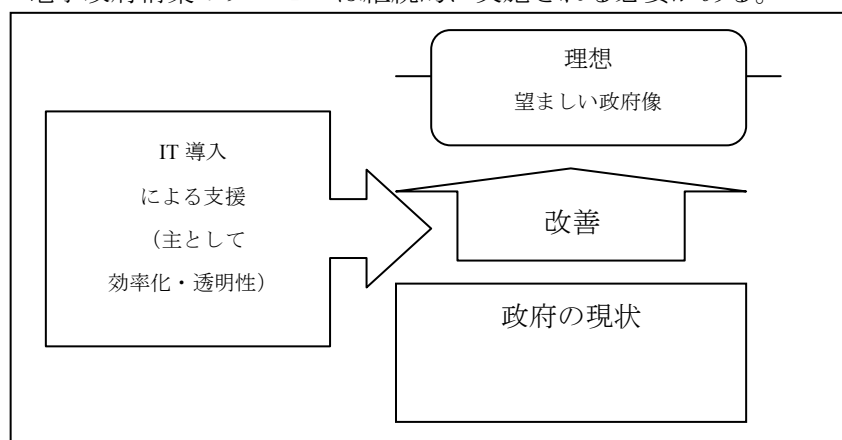 理想
望ましい政府像
IT 導入
による支援
（主として
効率化・透明性）
改善
政府の現状